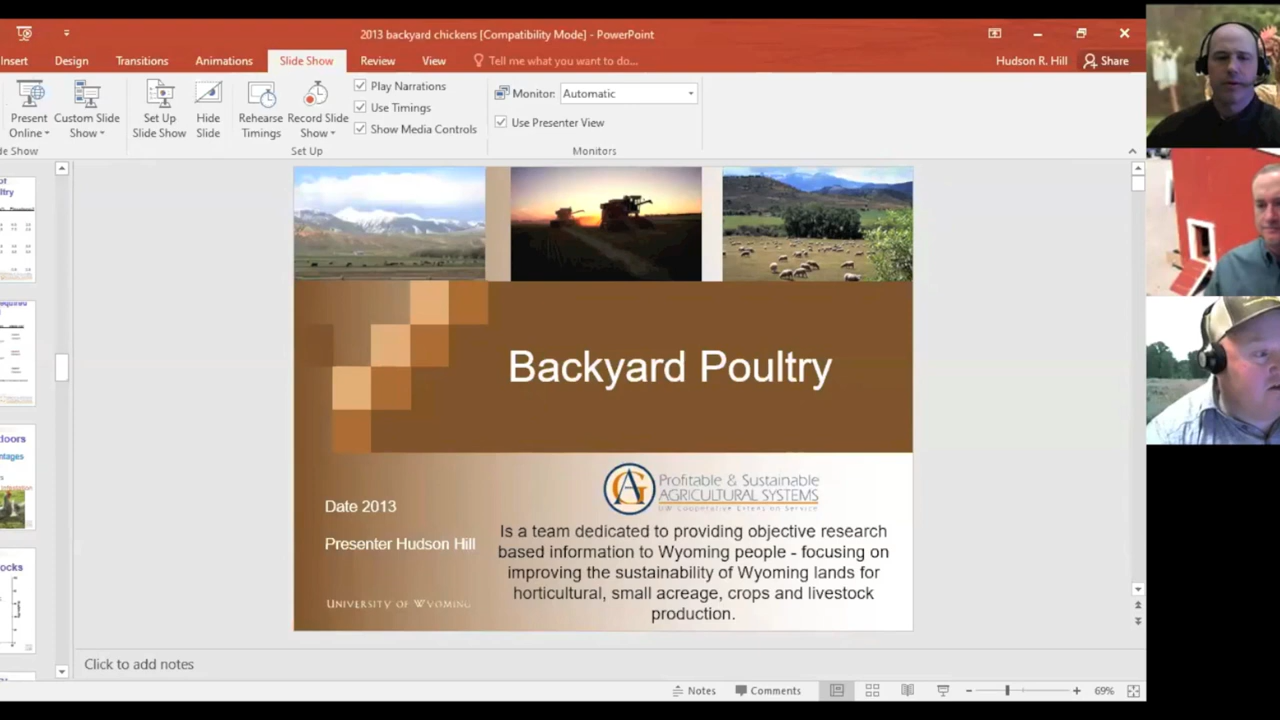 2013 backyard chickens [Compatibility Mode] - PowerPoint
Insert
Design
Transitions
Animations
Slide Show
Review
View
Tell me what you want to do...
Hudson R. Hill
Share
Present Online
Custom Slide Show
Set Up Slide Show
Hide Slide
Rehearse Timings
Record Slide Show
Play Narrations
Use Timings
Show Media Controls
Monitor: Automatic
Use Presenter View
Set Up
Monitors
Backyard Poultry
Profitable & Sustainable
AGRICULTURAL SYSTEMS
UW Cooperative Extension Service
Date 2013
Presenter Hudson Hill
UNIVERSITY OF WYOMING
Is a team dedicated to providing objective research
based information to Wyoming people - focusing on
improving the sustainability of Wyoming lands for
horticultural, small acreage, crops and livestock
production.
Click to add notes
Notes
Comments
69%